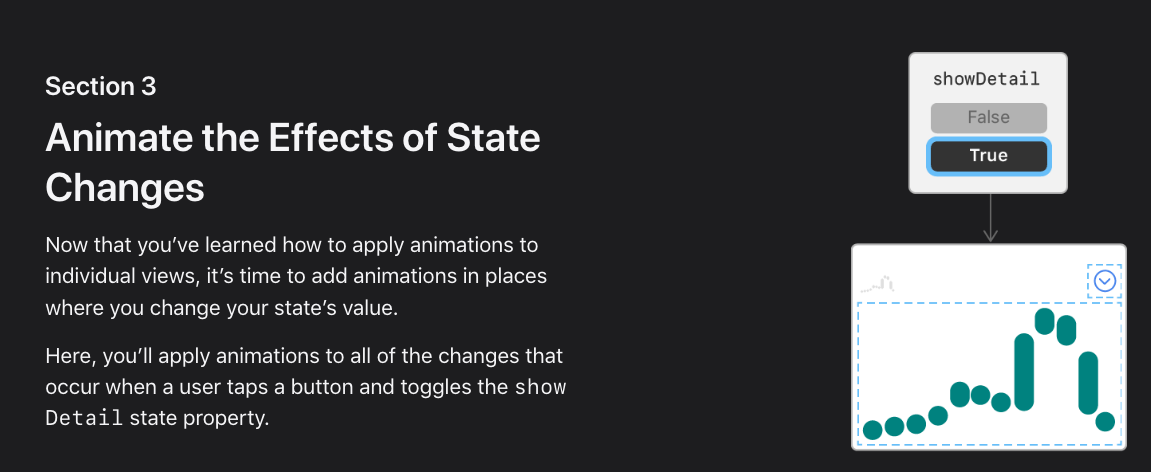 Section 3
Animate the Effects of State
Changes
Now that you’ve learned how to apply animations to
individual views, it’s time to add animations in places
where you change your state’s value.
Here, you’ll apply animations to all of the changes that
occur when a user taps a button and toggles the show
Detail state property.
showDetail
False
True